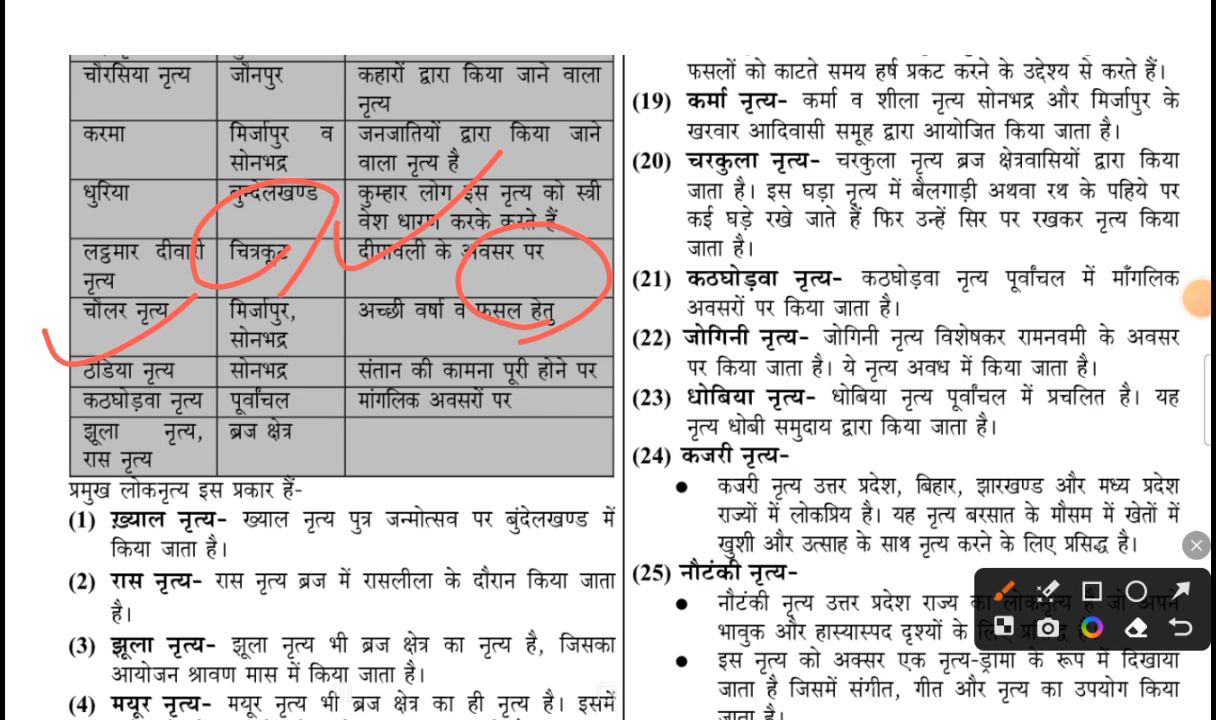 चौरसिया नृत्य जौनपुर कहारों द्वारा किया जाने वाला
नृत्य
करमा मिर्जापुर व जनजातियों द्वारा किया जाने
सोनभद्र वाला नृत्य है
धुरिया बुन्देलखण्ड कुम्हार लोग इस नृत्य को स्त्री
वेश धारण करके करते हैं
लट्ठमार दीवारी चित्रकूट दीपावली के अवसर पर
नृत्य
चौलर नृत्य मिर्जापुर, अच्छी वर्षा व फसल हेतु
सोनभद्र
ठडिया नृत्य सोनभद्र संतान की कामना पूरी होने पर
कठघोड़वा नृत्य पूर्वांचल मांगलिक अवसरों पर
झूला नृत्य, ब्रज क्षेत्र
रास नृत्य
प्रमुख लोकनृत्य इस प्रकार हैं-
(1) ख़्याल नृत्य- ख्याल नृत्य पुत्र जन्मोत्सव पर बुंदेलखण्ड में
किया जाता है।
(2) रास नृत्य- रास नृत्य ब्रज में रासलीला के दौरान किया जाता
है।
(3) झूला नृत्य- झूला नृत्य भी ब्रज क्षेत्र का नृत्य है, जिसका
आयोजन श्रावण मास में किया जाता है।
(4) मयूर नृत्य- मयूर नृत्य भी ब्रज क्षेत्र का ही नृत्य है। इसमें
फसलों को काटते समय हर्ष प्रकट करने के उद्देश्य से करते हैं।
(19) कर्मा नृत्य- कर्मा व शीला नृत्य सोनभद्र और मिर्जापुर के
खरवार आदिवासी समूह द्वारा आयोजित किया जाता है।
(20) चरकुला नृत्य- चरकुला नृत्य ब्रज क्षेत्रवासियों द्वारा किया
जाता है। इस घड़ा नृत्य में बैलगाड़ी अथवा रथ के पहिये पर
कई घड़े रखे जाते हैं फिर उन्हें सिर पर रखकर नृत्य किया
जाता है।
(21) कठघोड़वा नृत्य- कठघोड़वा नृत्य पूर्वांचल में माँगलिक
अवसरों पर किया जाता है।
(22) जोगिनी नृत्य- जोगिनी नृत्य विशेषकर रामनवमी के अवसर
पर किया जाता है। ये नृत्य अवध में किया जाता है।
(23) धोबिया नृत्य- धोबिया नृत्य पूर्वांचल में प्रचलित है। यह
नृत्य धोबी समुदाय द्वारा किया जाता है।
(24) कजरी नृत्य-
● कजरी नृत्य उत्तर प्रदेश, बिहार, झारखण्ड और मध्य प्रदेश
राज्यों में लोकप्रिय है। यह नृत्य बरसात के मौसम में खेतों में
खुशी और उत्साह के साथ नृत्य करने के लिए प्रसिद्ध है।
(25) नौटंकी नृत्य-
● नौटंकी नृत्य उत्तर प्रदेश राज्य का लोकनृत्य है जो अपने
भावुक और हास्यास्पद दृश्यों के लिए प्रसिद्ध है।
● इस नृत्य को अक्सर एक नृत्य-ड्रामा के रूप में दिखाया
जाता है जिसमें संगीत, गीत और नृत्य का उपयोग किया
जाता है।